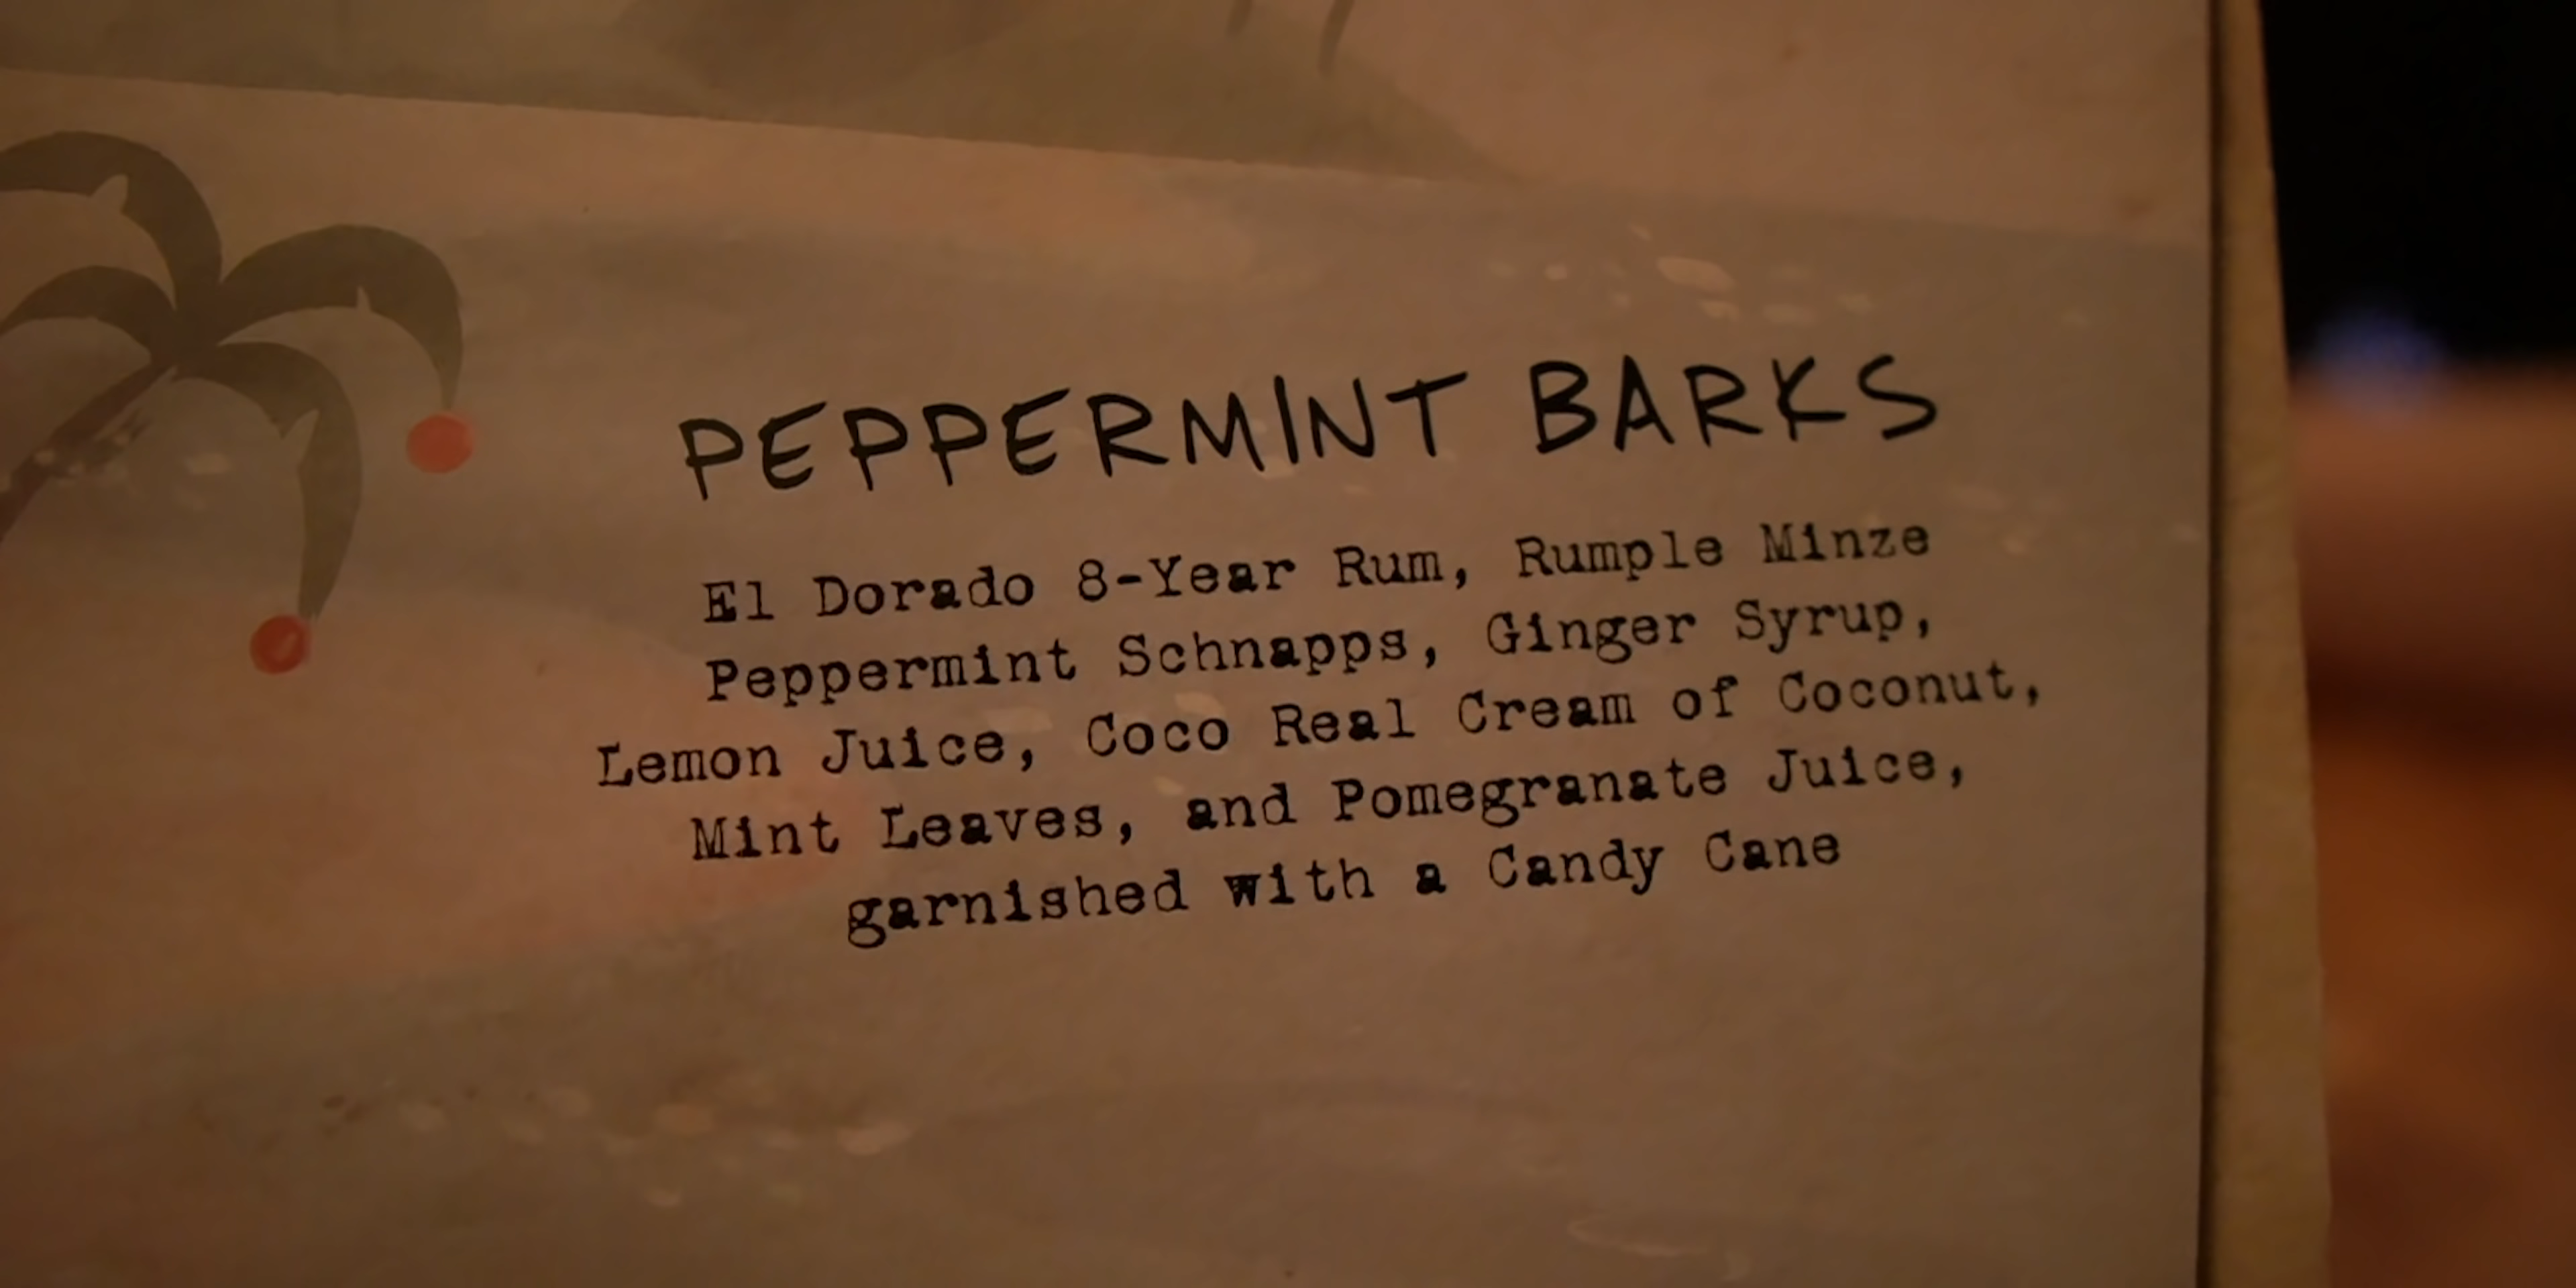 PEPPERMINT BARKS
El Dorado 8-Year Rum, Rumple Minze
Peppermint Schnapps, Ginger Syrup,
Lemon Juice, Coco Real Cream of Coconut,
Mint Leaves, and Pomegranate Juice,
garnished with a Candy Cane